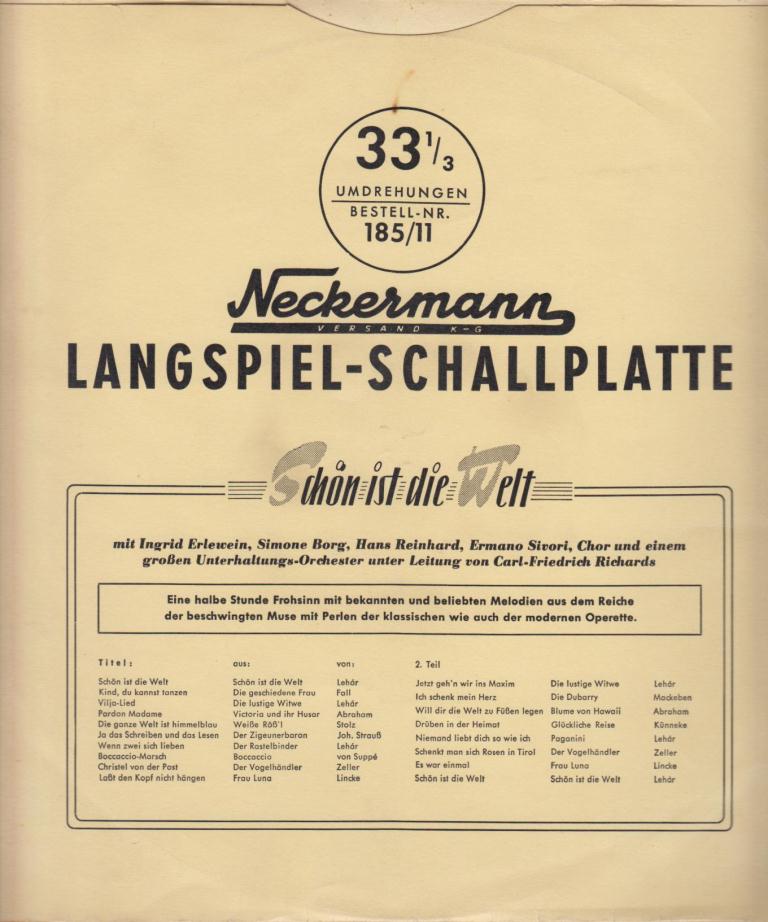 33 1/3
UMDREHUNGEN
BESTELL-NR.
185/11
Neckermann
VERSAND K-G
LANGSPIEL-SCHALLPLATTE
Schön ist die Welt
mit Ingrid Erlewein, Simone Borg, Hans Reinhard, Ermano Sivori, Chor und einem
großen Unterhaltungs-Orchester unter Leitung von Carl-Friedrich Richards
Eine halbe Stunde Frohsinn mit bekannten und beliebten Melodien aus dem Reiche
der beschwingten Muse mit Perlen der klassischen wie auch der modernen Operette.
Titel: aus: von:
Schön ist die Welt Schön ist die Welt Lehár
Kind, du kannst tanzen Die geschiedene Frau Fall
Vilja-Lied Die lustige Witwe Lehár
Pardon Madame Victoria und ihr Husar Abraham
Die ganze Welt ist himmelblau Weiße Röß'l Stolz
Ja das Schreiben und das Lesen Der Zigeunerbaron Joh. Strauß
Wenn zwei sich lieben Der Rastelbinder Lehár
Boccaccio-Marsch Boccaccio von Suppé
Christel von der Post Der Vogelhändler Zeller
Laßt den Kopf nicht hängen Frau Luna Lincke
2. Teil
Jetzt geh'n wir ins Maxim Die lustige Witwe Lehár
Ich schenk mein Herz Die Dubarry Mackeben
Will dir die Welt zu Füßen legen Blume von Hawaii Abraham
Drüben in der Heimat Glückliche Reise Künneke
Niemand liebt dich so wie ich Paganini Lehár
Schenkt man sich Rosen in Tirol Der Vogelhändler Zeller
Es war einmal Frau Luna Lincke
Schön ist die Welt Schön ist die Welt Lehár